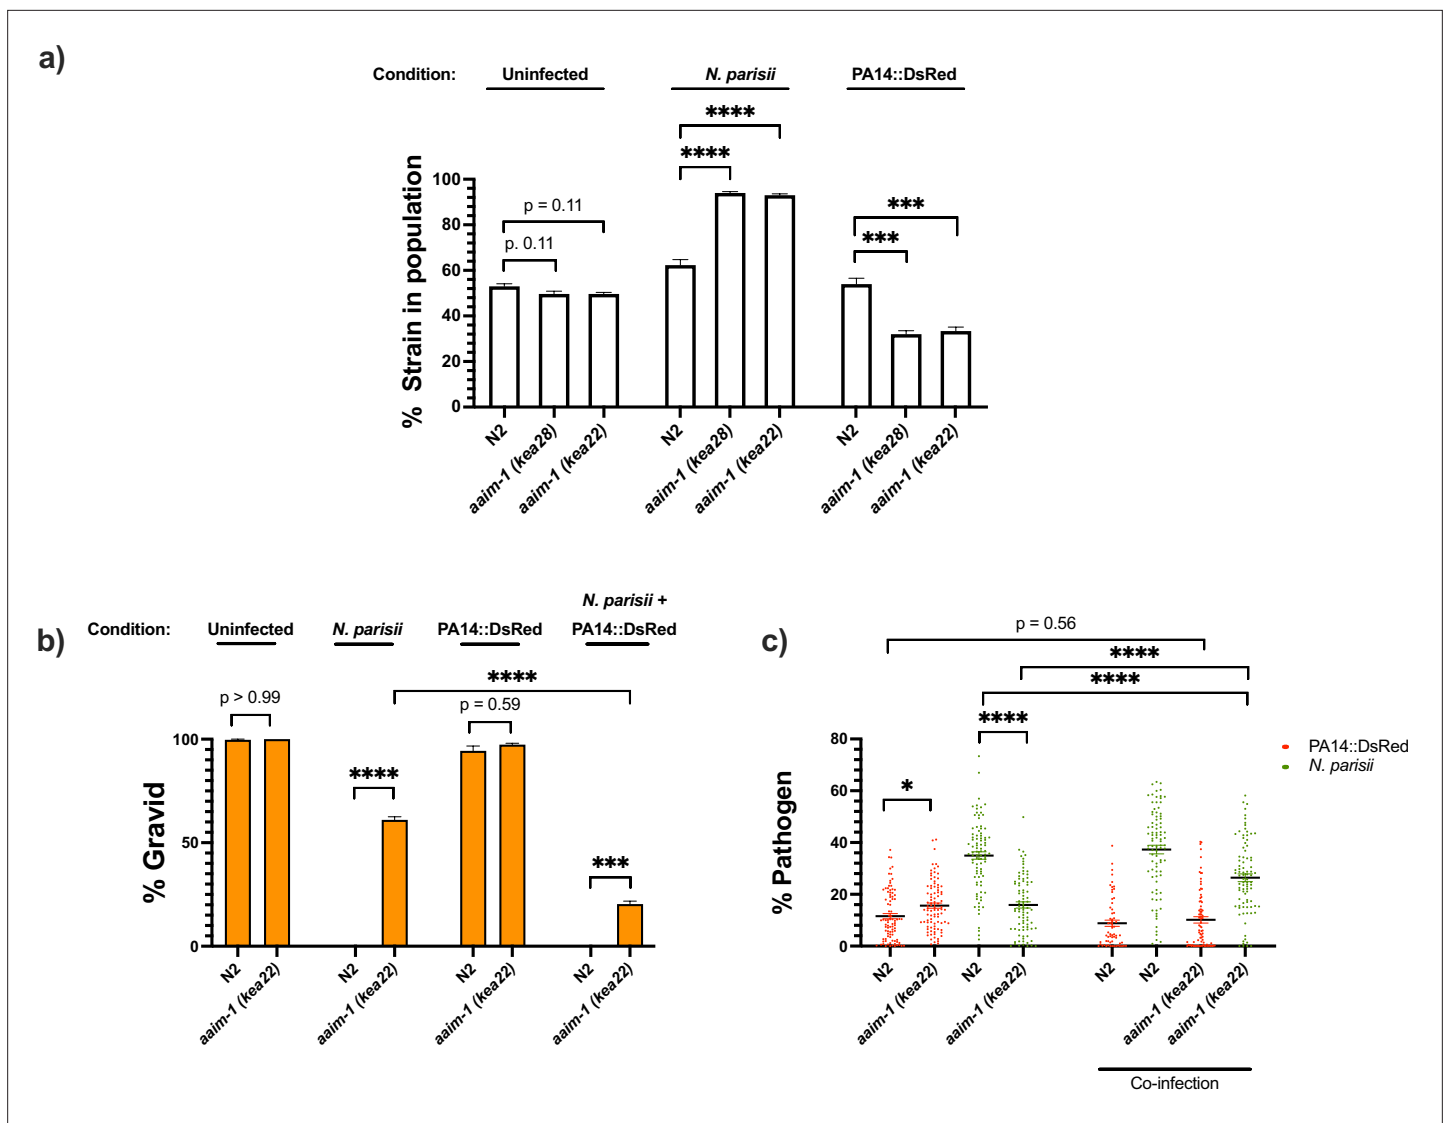 a)
Condition: Uninfected N. parisii PA14::DsRed
**** 
****
p = 0.11
p. 0.11
***
***
% Strain in population
100
80
60
40
20
0
N2
aaim-1 (kea28)
aaim-1 (kea22)
N2
aaim-1 (kea28)
aaim-1 (kea22)
N2
aaim-1 (kea28)
aaim-1 (kea22)
b)
Condition: Uninfected N. parisii PA14::DsRed N. parisii +
PA14::DsRed
****
p > 0.99
p = 0.59
****
***
% Gravid
100
50
0
N2
aaim-1 (kea22)
N2
aaim-1 (kea22)
N2
aaim-1 (kea22)
N2
aaim-1 (kea22)
c)
p = 0.56
****
****
****
*
% Pathogen
80
60
40
20
0
PA14::DsRed
N. parisii
N2
aaim-1 (kea22)
N2
aaim-1 (kea22)
N2
N2
aaim-1 (kea22)
aaim-1 (kea22)
Co-infection